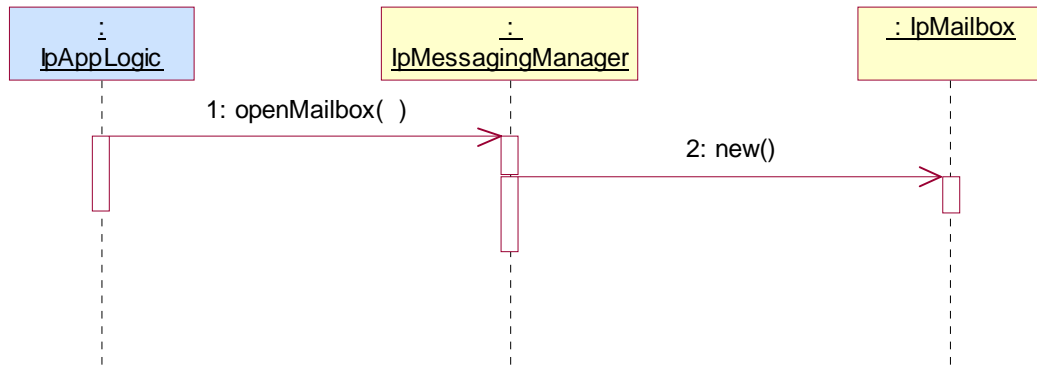 :
IpAppLogic
:
IpMessagingManager
: IpMailbox
1: openMailbox(  )
2: new()